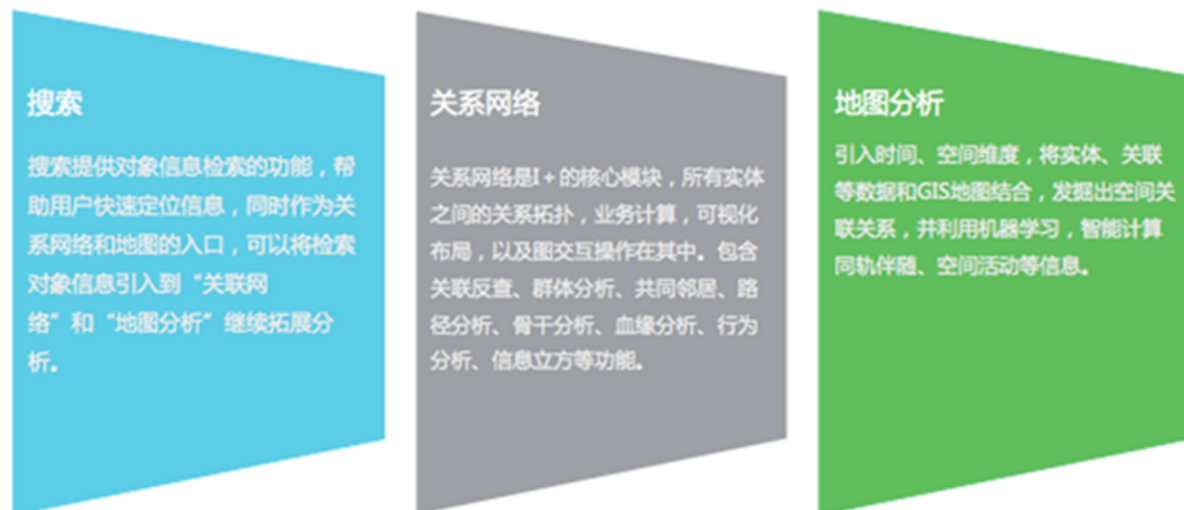 搜索
搜索提供对象信息检索的功能，帮
助用户快速定位信息，同时作为关
系网络和地图的入口，可以将检索
对象信息引入到“关联网
络”和“地图分析”继续拓展分
析。
关系网络
关系网络是I+的核心模块，所有实体
之间的关系拓扑，业务计算，可视化
布局，以及图交互操作在其中。包含
关联反查、群体分析、共同邻居、路
径分析、骨干分析、血缘分析、行为
分析、信息立方等功能。
地图分析
引入时间、空间维度，将实体、关联
等数据和GIS地图结合，发掘出空间关
联关系，并利用机器学习，智能计算
同轨伴随、空间活动等信息。